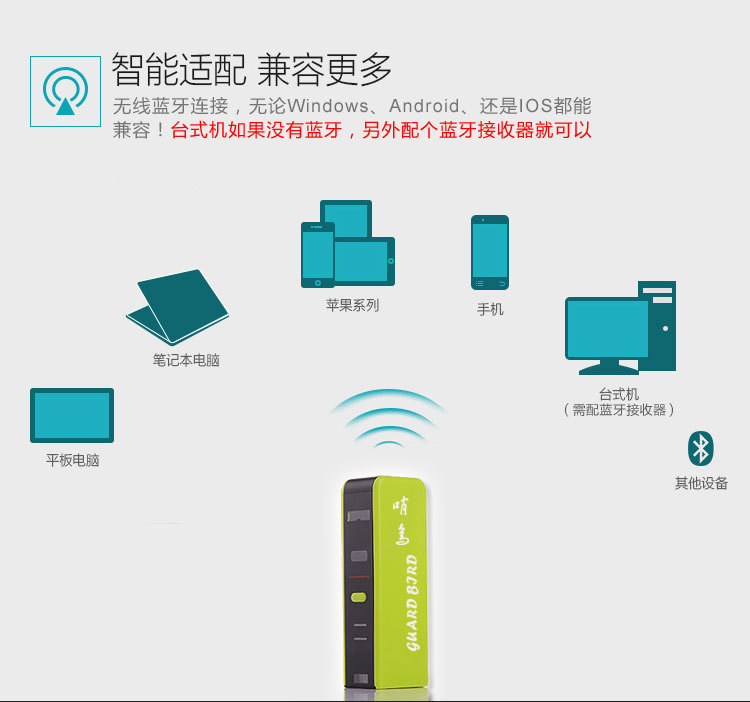 智能适配 兼容更多
无线蓝牙连接，无论Windows、Android、还是IOS都能
兼容！台式机如果没有蓝牙，另外配个蓝牙接收器就可以
苹果系列
手机
笔记本电脑
台式机
（需配蓝牙接收器）
平板电脑
其他设备
哨鸟
GUARD BIRD